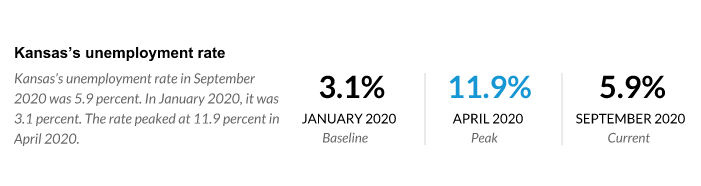 Kansas's unemployment rate
Kansas's unemployment rate in September
2020 was 5.9 percent. In January 2020, it was
3.1 percent. The rate peaked at 11.9 percent in
April 2020.
3.1%
JANUARY 2020
Baseline
11.9%
APRIL 2020
Peak
5.9%
SEPTEMBER 2020
Current